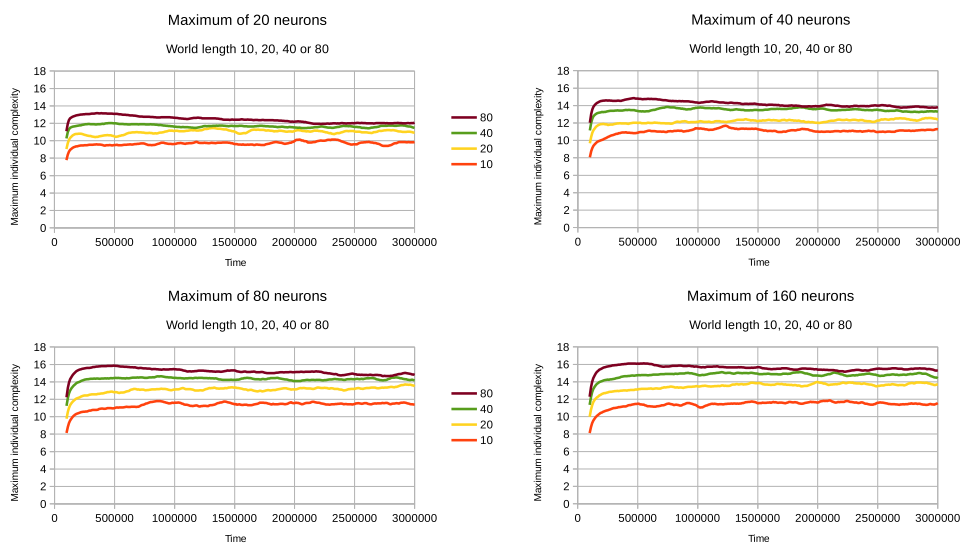 Maximum of 20 neurons
World length 10, 20, 40 or 80
Maximum individual complexity
18
16
14
12
10
8
6
4
2
0
0 500000 1000000 1500000 2000000 2500000 3000000
Time
80
40
20
10
Maximum of 40 neurons
World length 10, 20, 40 or 80
Maximum individual complexity
18
16
14
12
10
8
6
4
2
0
0 500000 1000000 1500000 2000000 2500000 3000000
Time
Maximum of 80 neurons
World length 10, 20, 40 or 80
Maximum individual complexity
18
16
14
12
10
8
6
4
2
0
0 500000 1000000 1500000 2000000 2500000 3000000
Time
80
40
20
10
Maximum of 160 neurons
World length 10, 20, 40 or 80
Maximum individual complexity
18
16
14
12
10
8
6
4
2
0
0 500000 1000000 1500000 2000000 2500000 3000000
Time